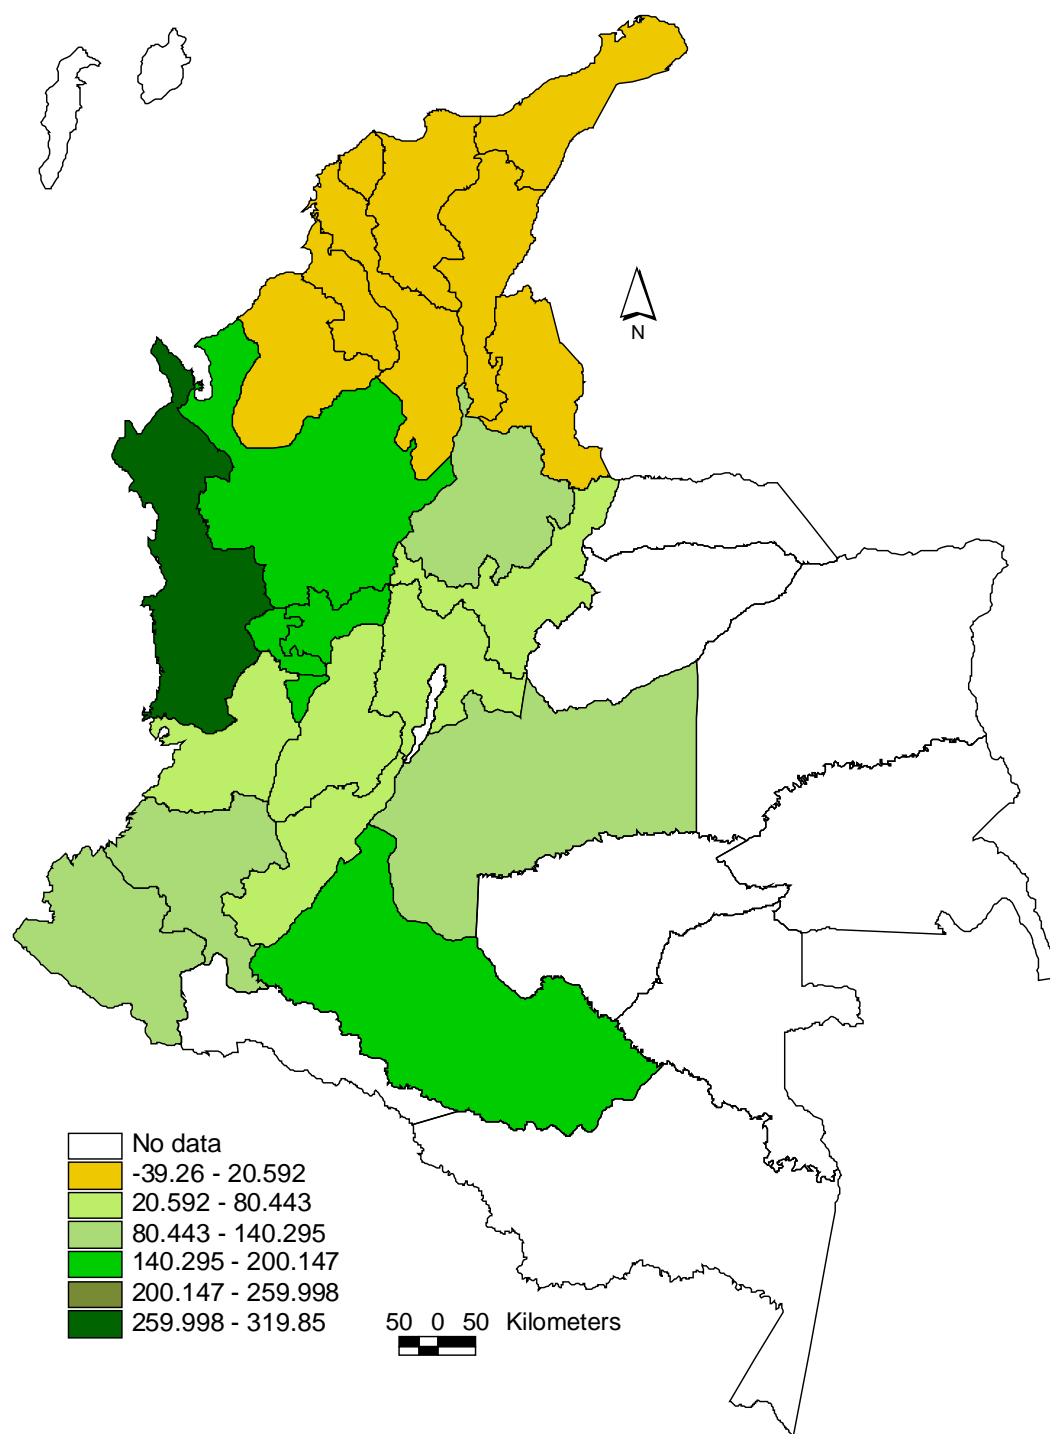 N
No data
-39.26 - 20.592
20.592 - 80.443
80.443 - 140.295
140.295 - 200.147
200.147 - 259.998
259.998 - 319.85
50 0 50 Kilometers